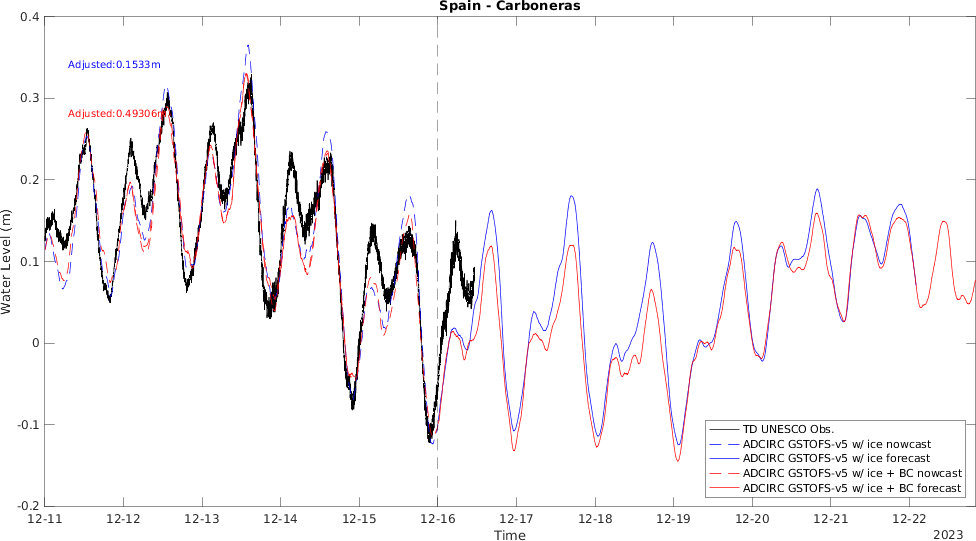 Spain - Carboneras
0.4
0.3
0.2
0.1
0
-0.1
-0.2
Water Level (m)
Adjusted:0.1533m
Adjusted:0.49306m
TD UNESCO Obs.
ADCIRC GSTOFS-v5 w/ ice nowcast
ADCIRC GSTOFS-v5 w/ ice forecast
ADCIRC GSTOFS-v5 w/ ice + BC nowcast
ADCIRC GSTOFS-v5 w/ ice + BC forecast
12-11 12-12 12-13 12-14 12-15 12-16 12-17 12-18 12-19 12-20 12-21 12-22
Time
2023